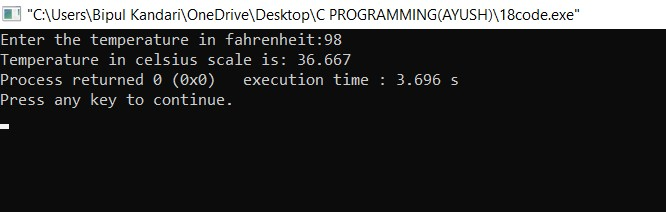 "C:\Users\Bipul Kandari\OneDrive\Desktop\C PROGRAMMING(AYUSH)\18code.exe"
Enter the temperature in fahrenheit:98
Temperature in celsius scale is: 36.667
Process returned 0 (0x0)   execution time : 3.696 s
Press any key to continue.